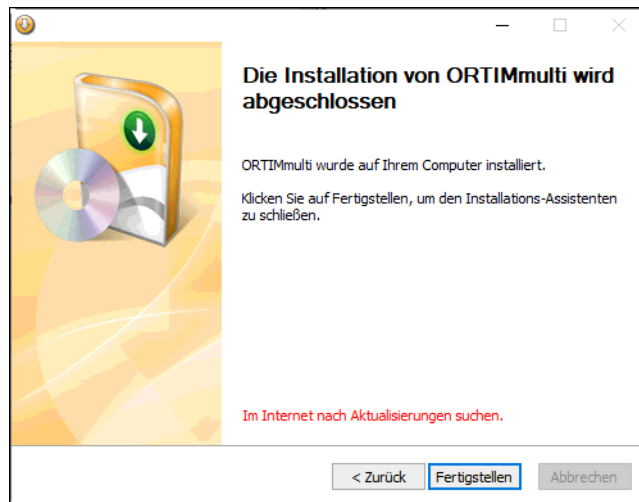 Die Installation von ORTIMmulti wird
abgeschlossen
ORTIMmulti wurde auf Ihrem Computer installiert.
Klicken Sie auf Fertigstellen, um den Installations-Assistenten
zu schließen.
Im Internet nach Aktualisierungen suchen.
< Zurück Fertigstellen Abbrechen